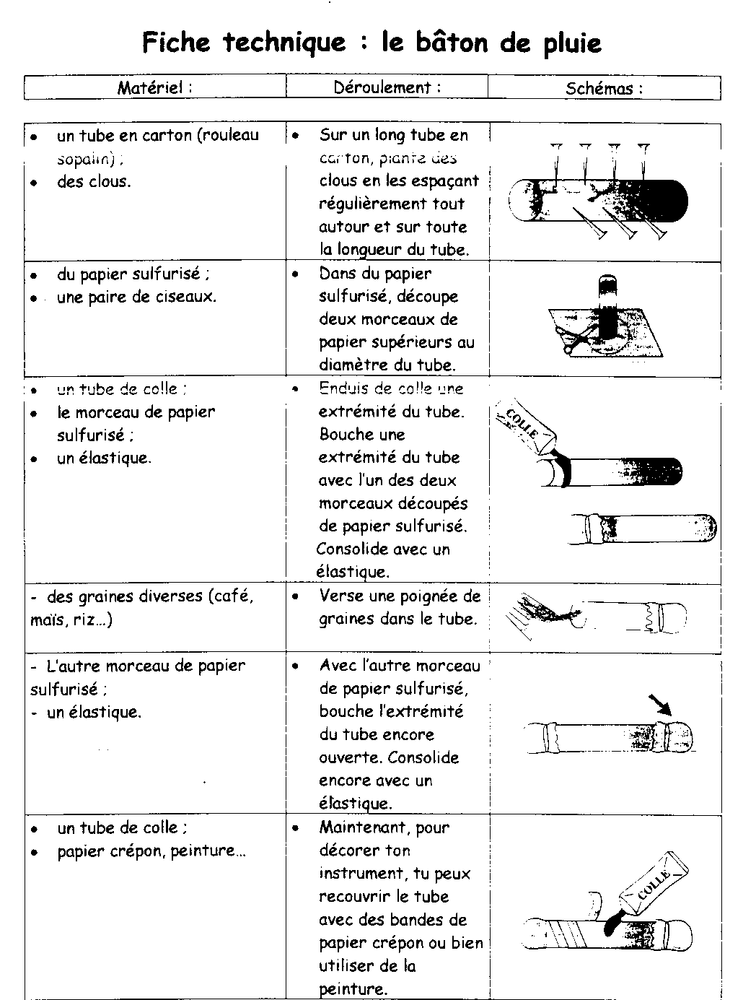 Fiche technique : le bâton de pluie
Matériel :
Déroulement :
Schémas :
• un tube en carton (rouleau
sopalin) ;
• des clous.
• Sur un long tube en
carton, plante des
clous en les espaçant
régulièrement tout
autour et sur toute
la longueur du tube.
• du papier sulfurisé ;
• une paire de ciseaux.
• Dans du papier
sulfurisé, découpe
deux morceaux de
papier supérieurs au
diamètre du tube.
• un tube de colle ;
• le morceau de papier
sulfurisé ;
• un élastique.
• Enduis de colle une
extrémité du tube.
Bouche une
extrémité du tube
avec l'un des deux
morceaux découpés
de papier sulfurisé.
Consolide avec un
élastique.
COLLE
- des graines diverses (café,
maïs, riz...)
• Verse une poignée de
graines dans le tube.
- L'autre morceau de papier
sulfurisé ;
- un élastique.
• Avec l'autre morceau
de papier sulfurisé,
bouche l'extrémité
du tube encore
ouverte. Consolide
encore avec un
élastique.
• un tube de colle ;
• papier crépon, peinture...
• Maintenant, pour
décorer ton
instrument, tu peux
recouvrir le tube
avec des bandes de
papier crépon ou bien
utiliser de la
peinture.
COLLE